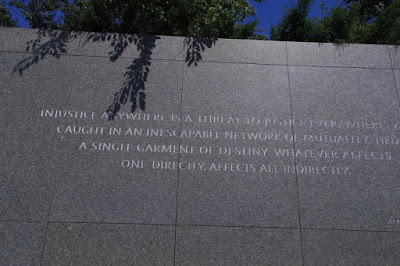 INJUSTICE ANYWHERE IS A THREAT TO JUSTICE EVERYWHERE.
CAUGHT IN AN INESCAPABLE NETWORK OF MUTUALITY, TIED
A SINGLE GARMENT OF DESTINY. WHATEVER AFFECTS
ONE DIRECTLY, AFFECTS ALL INDIRECTLY.